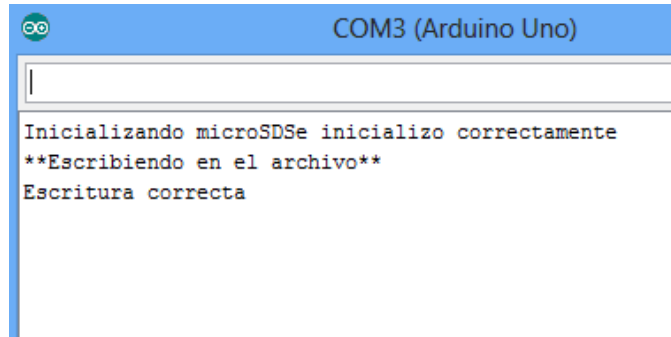 COM3 (Arduino Uno)
Inicializando microSDSe inicializo correctamente
**Escribiendo en el archivo**
Escritura correcta